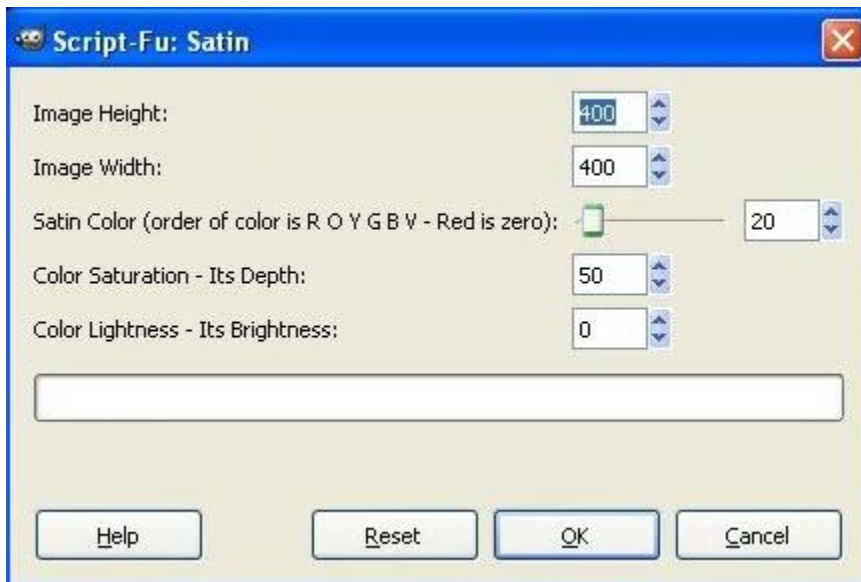 Script-Fu: Satin
Image Height: 400
Image Width: 400
Satin Color (order of color is R O Y G B V - Red is zero): 20
Color Saturation - Its Depth: 50
Color Lightness - Its Brightness: 0
Help Reset OK Cancel